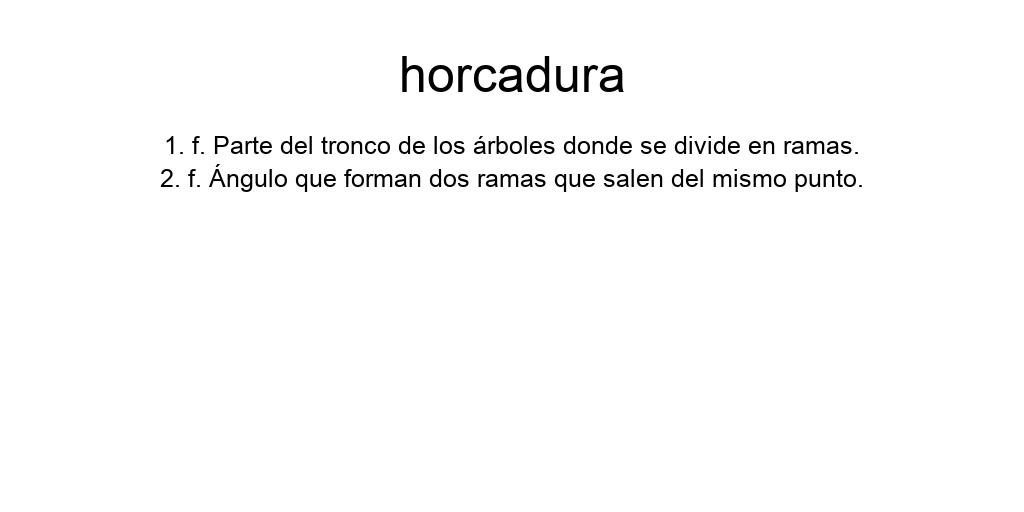 horcadura
1. f. Parte del tronco de los árboles donde se divide en ramas.
2. f. Ángulo que forman dos ramas que salen del mismo punto.